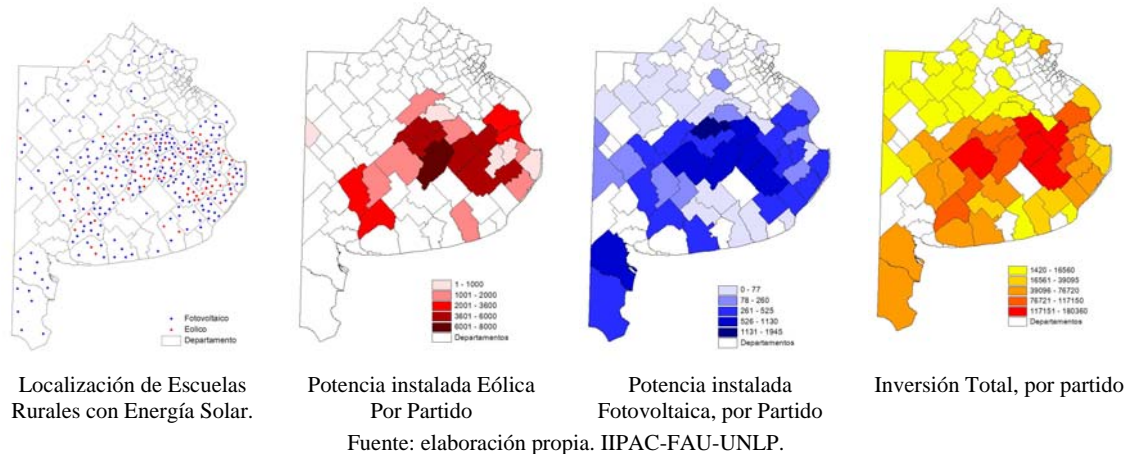 Fotovoltaico
Eolico
Departamento
1 - 1000
1001 - 2000
2001 - 3600
3601 - 6000
6001 - 8000
Departamentos
0 - 77
78 - 260
261 - 525
526 - 1130
1131 - 1945
Departamentos
1420 - 16560
16561 - 39095
39096 - 76720
76721 - 117150
117151 - 180360
Departamentos
Localización de Escuelas
Rurales con Energía Solar.
Potencia instalada Eólica
Por Partido
Potencia instalada
Fotovoltaica, por Partido
Inversión Total, por partido
Fuente: elaboración propia. IIPAC-FAU-UNLP.